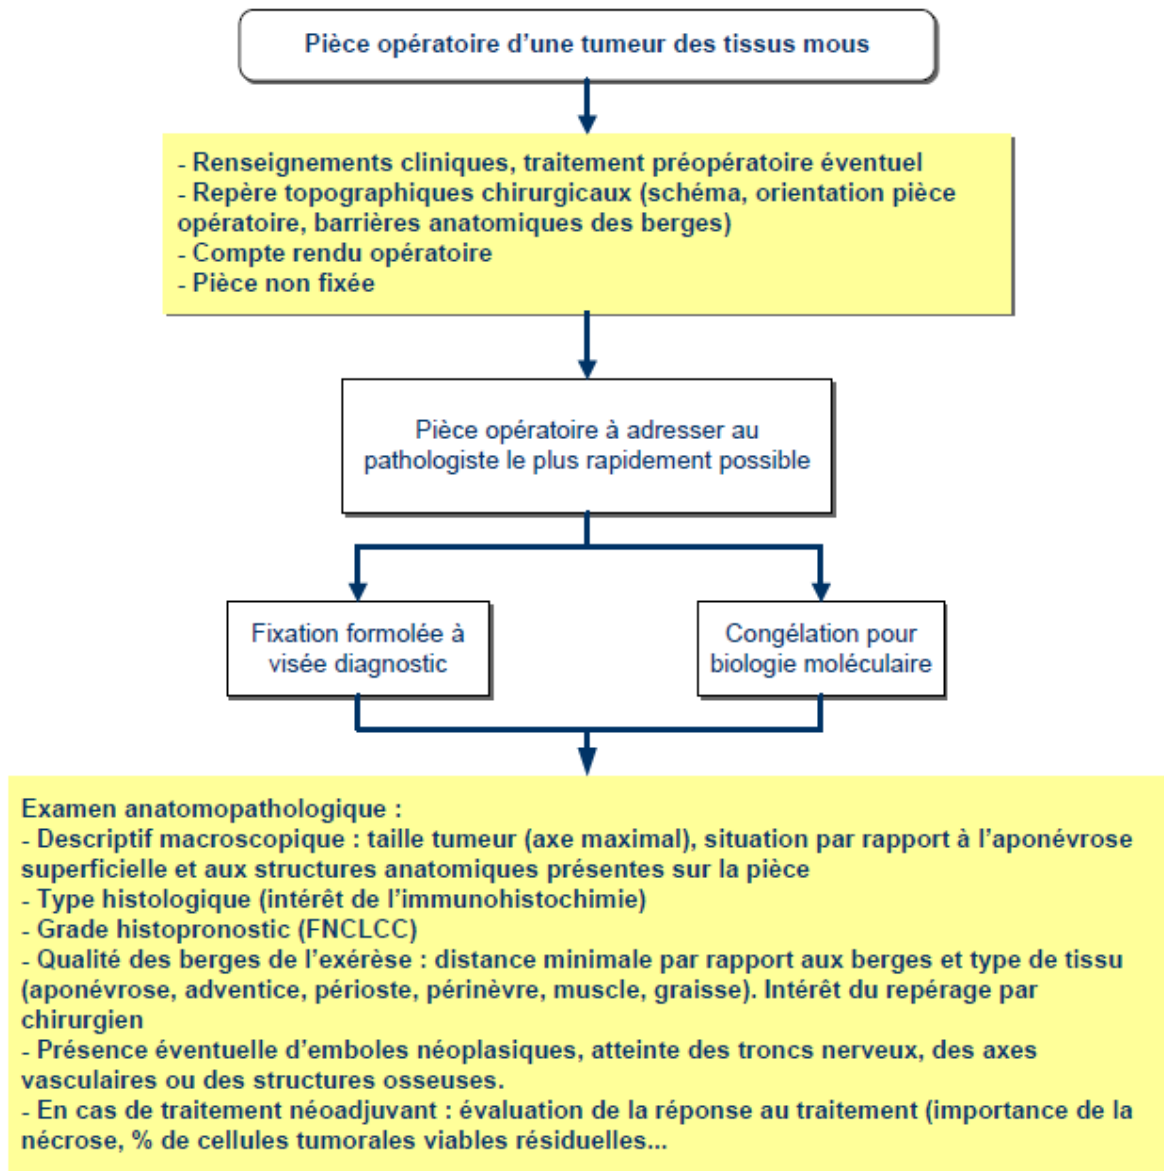 Pièce opératoire d'une tumeur des tissus mous
- Renseignements cliniques, traitement préopératoire éventuel
- Repère topographiques chirurgicaux (schéma, orientation pièce
opératoire, barrières anatomiques des berges)
- Compte rendu opératoire
- Pièce non fixée
Pièce opératoire à adresser au
pathologiste le plus rapidement possible
Fixation formolée à
visée diagnostic
Congélation pour
biologie moléculaire
Examen anatomopathologique :
- Descriptif macroscopique : taille tumeur (axe maximal), situation par rapport à l'aponévrose
superficielle et aux structures anatomiques présentes sur la pièce
- Type histologique (intérêt de l'immunohistochimie)
- Grade histopronostic (FNCLCC)
- Qualité des berges de l'exérèse : distance minimale par rapport aux berges et type de tissu
(aponévrose, adventice, périoste, périnèvre, muscle, graisse). Intérêt du repérage par
chirurgien
- Présence éventuelle d'emboles néoplasiques, atteinte des troncs nerveux, des axes
vasculaires ou des structures osseuses.
- En cas de traitement néoadjuvant : évaluation de la réponse au traitement (importance de la
nécrose, % de cellules tumorales viables résiduelles...